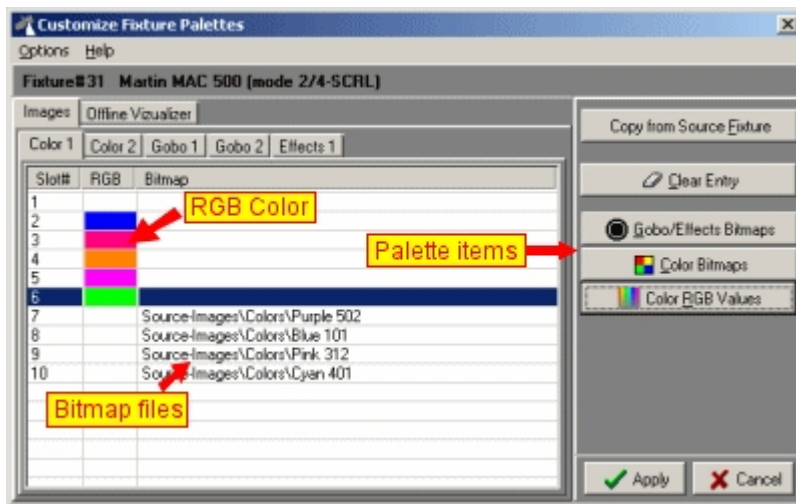 Customize Fixture Palettes
Options Help
Fixture#31 Martin MAC 500 (mode 2/4-SCRL)
Images Offline Vizualizer
Color 1 Color 2 Gobo 1 Gobo 2 Effects 1
Slot# RGB Bitmap
1
2
3
4
5
6
7 Source-Images\Colors\Purple 502
8 Source-Images\Colors\Blue 101
9 Source-Images\Colors\Pink 312
10 Source-Images\Colors\Cyan 401
RGB Color
Bitmap files
Palette items
Copy from Source Fixture
Clear Entry
Gobo/Effects Bitmaps
Color Bitmaps
Color RGB Values
Apply Cancel